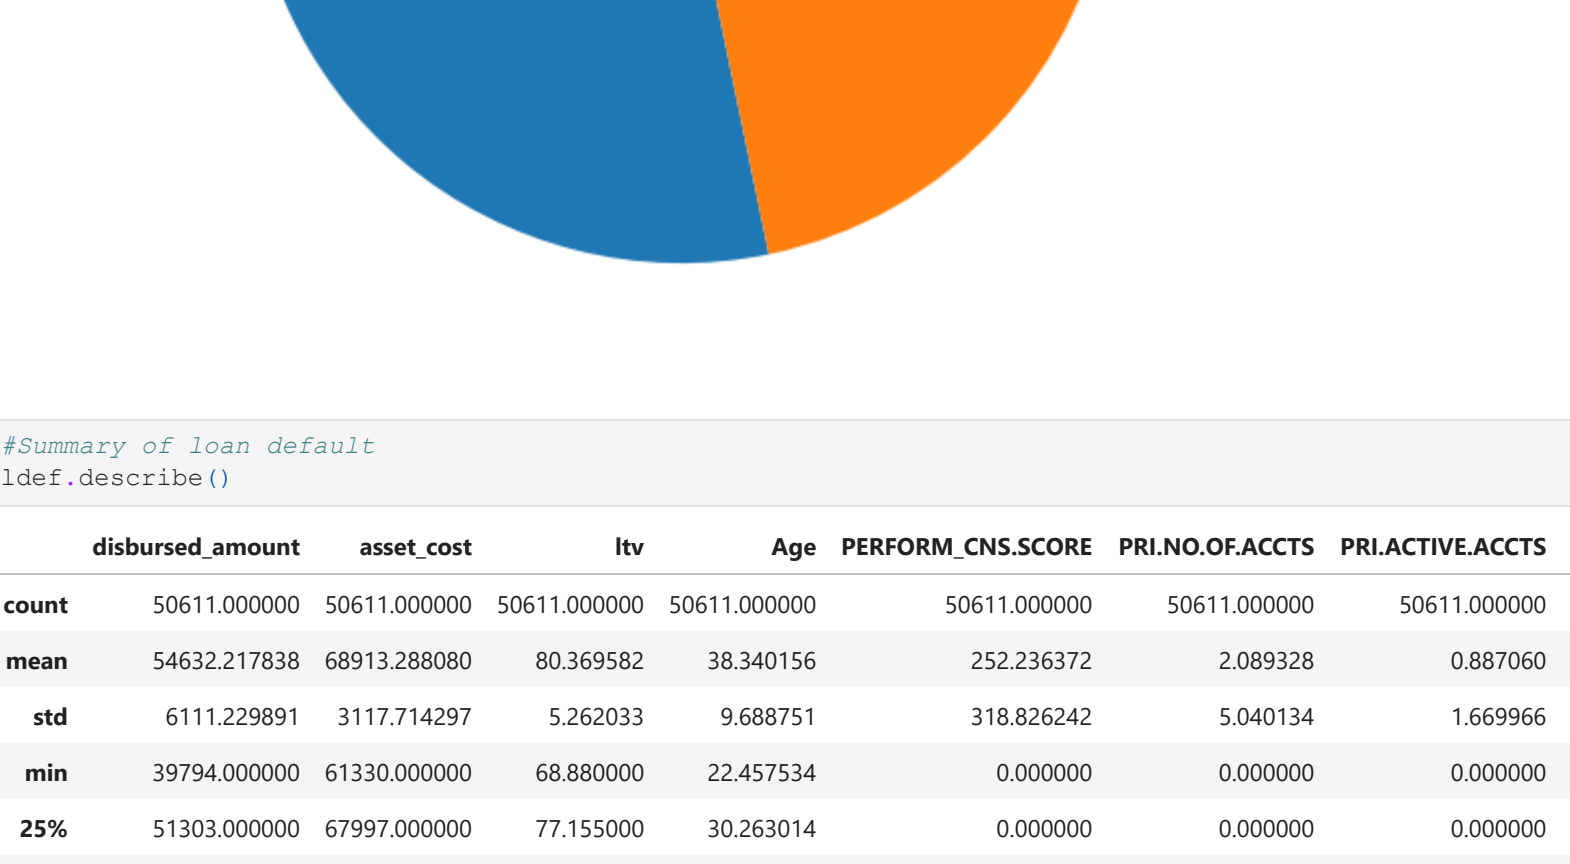 #Summary of loan default
ldef.describe()
disbursed_amount asset_cost ltv Age PERFORM_CNS.SCORE PRI.NO.OF.ACCTS PRI.ACTIVE.ACCTS
count 50611.000000 50611.000000 50611.000000 50611.000000 50611.000000 50611.000000 50611.000000
mean 54632.217838 68913.288080 80.369582 38.340156 252.236372 2.089328 0.887060
std 6111.229891 3117.714297 5.262033 9.688751 318.826242 5.040134 1.669966
min 39794.000000 61330.000000 68.880000 22.457534 0.000000 0.000000 0.000000
25% 51303.000000 67997.000000 77.155000 30.263014 0.000000 0.000000 0.000000